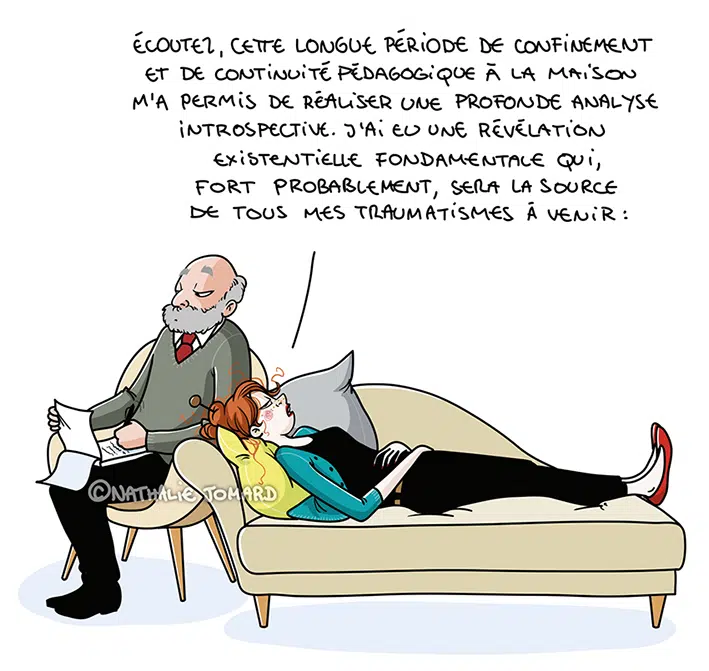 ÉCOUTEZ, CETTE LONGUE PÉRIODE DE CONFINEMENT
ET DE CONTINUITÉ PÉDAGOGIQUE À LA MAISON
M'A PERMIS DE RÉALISER UNE PROFONDE ANALYSE
INTROSPECTIVE. J'AI EU UNE RÉVÉLATION
EXISTENTIELLE FONDAMENTALE QUI,
FORT PROBABLEMENT, SERA LA SOURCE
DE TOUS MES TRAUMATISMES À VENIR :
©NATHALIE JOMARD